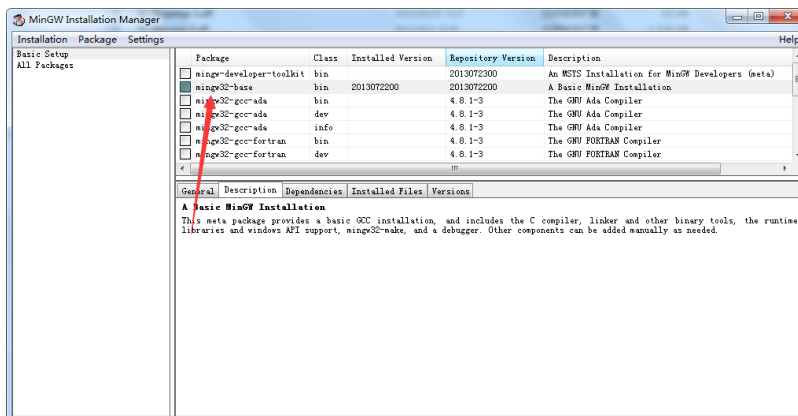 MinGW Installation Manager
Installation Package Settings Help
Basic Setup
All Packages
Package Class Installed Version Repository Version Description
mingw-developer-toolkit bin 2013072300 An MSYS Installation for MinGW Developers (meta)
mingw32-base bin 2013072200 2013072200 A Basic MinGW Installation
mingw32-gcc-ada bin 4.8.1-3 The GNU Ada Compiler
mingw32-gcc-ada dev 4.8.1-3 The GNU Ada Compiler
mingw32-gcc-ada info 4.8.1-3 The GNU Ada Compiler
mingw32-gcc-fortran bin 4.8.1-3 The GNU FORTRAN Compiler
mingw32-gcc-fortran dev 4.8.1-3 The GNU FORTRAN Compiler
General Description Dependencies Installed Files Versions
A Basic MinGW Installation
This meta package provides a basic GCC installation, and includes the C compiler, linker and other binary tools, the runtime
libraries and windows API support, mingw32-make, and a debugger. Other components can be added manually as needed.